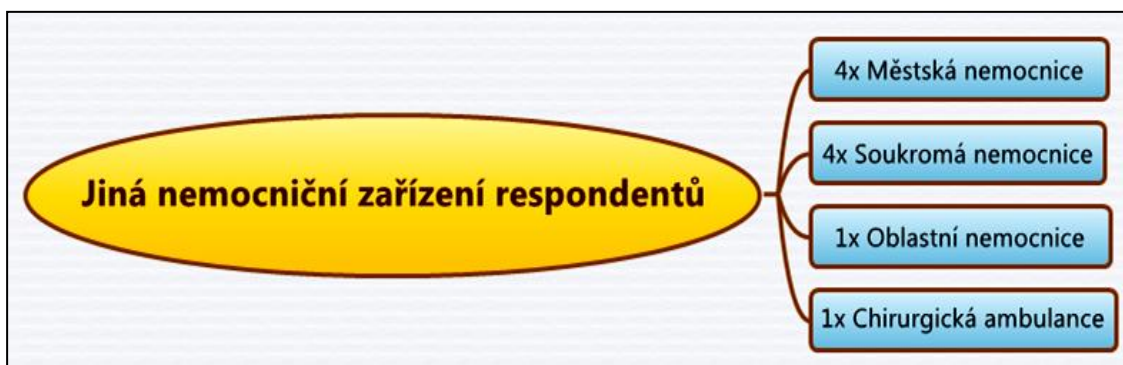 Jiná nemocniční zařízení respondentů
4x Městská nemocnice
4x Soukromá nemocnice
1x Oblastní nemocnice
1x Chirurgická ambulance